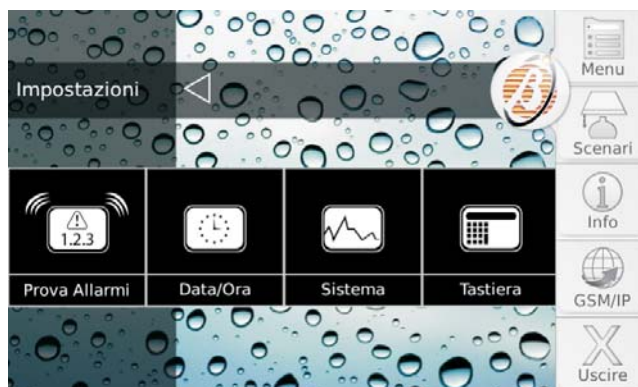 Impostazioni
1.2.3
Prova Allarmi
Data/Ora
Sistema
Tastiera
Menu
Scenari
Info
GSM/IP
Uscire